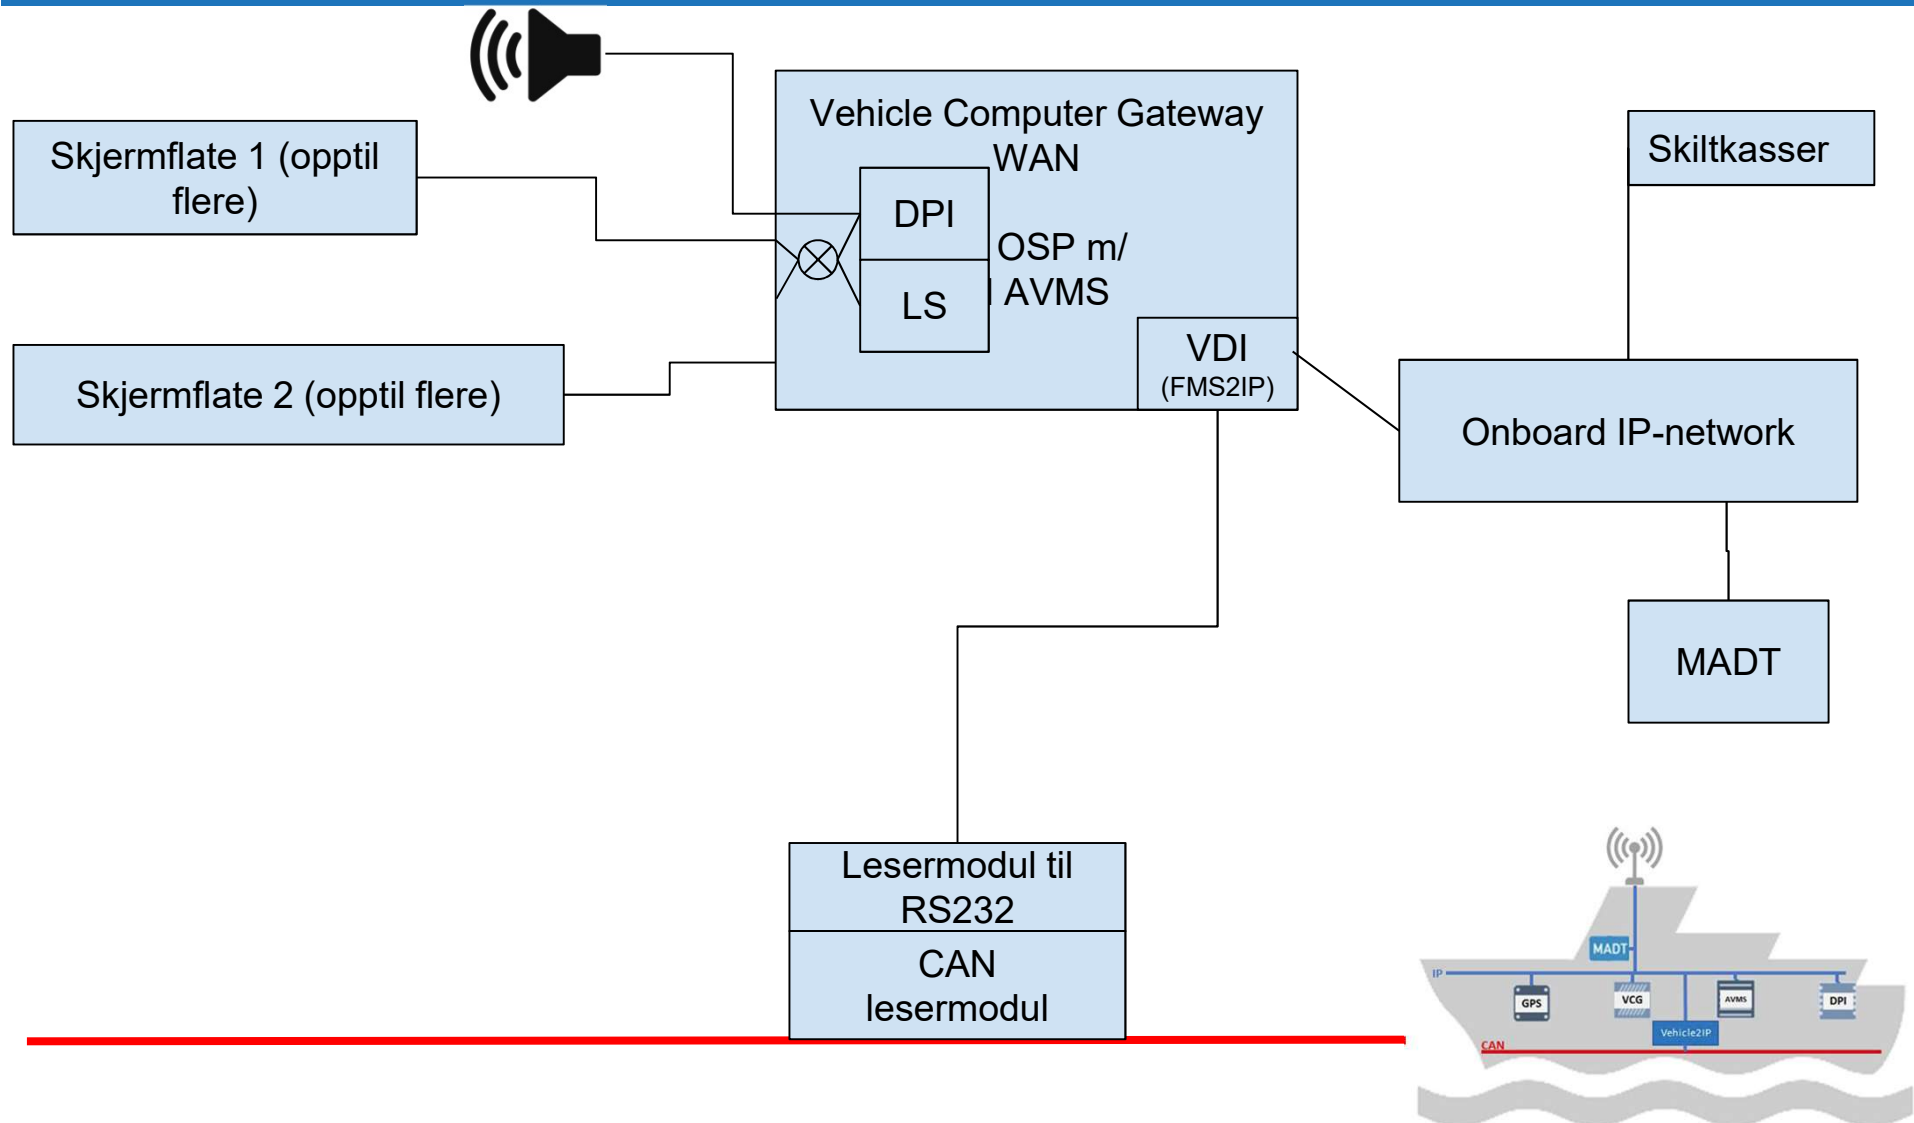 Vehicle Computer Gateway
WAN
Skjermflate 1 (opptil
flere)
Skiltkasser
DPI
OSP m/
AVMS
LS
VDI
(FMS2IP)
Skjermflate 2 (opptil flere)
Onboard IP-network
MADT
Lesermodul til
RS232
CAN
lesermodul
MADT
IP
GPS
VCG
AVMS
DPI
Vehicle2IP
CAN